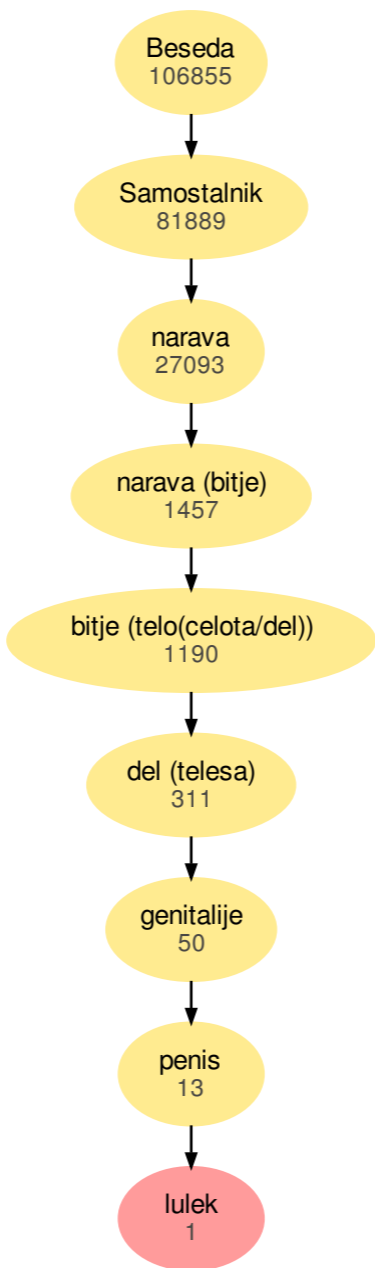 Beseda
106855
Samostalnik
81889
narava
27093
narava (bitje)
1457
bitje (telo(celota/del))
1190
del (telesa)
311
genitalije
50
penis
13
lulek
1